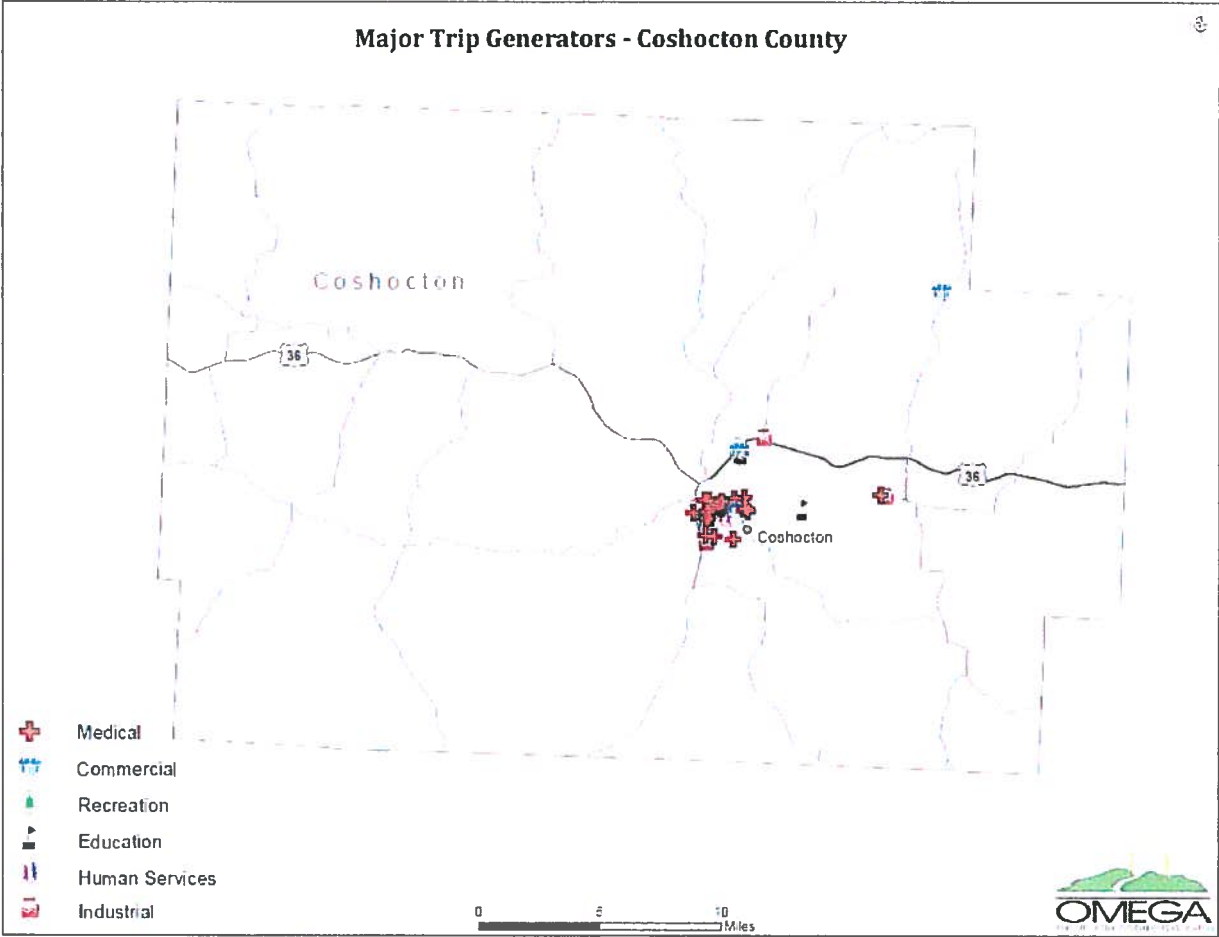 Major Trip Generators - Coshocton County
Coshocton
36
36
Coshocton
Medical
Commercial
Recreation
Education
Human Services
Industrial
0 5 10
Miles
OMEGA